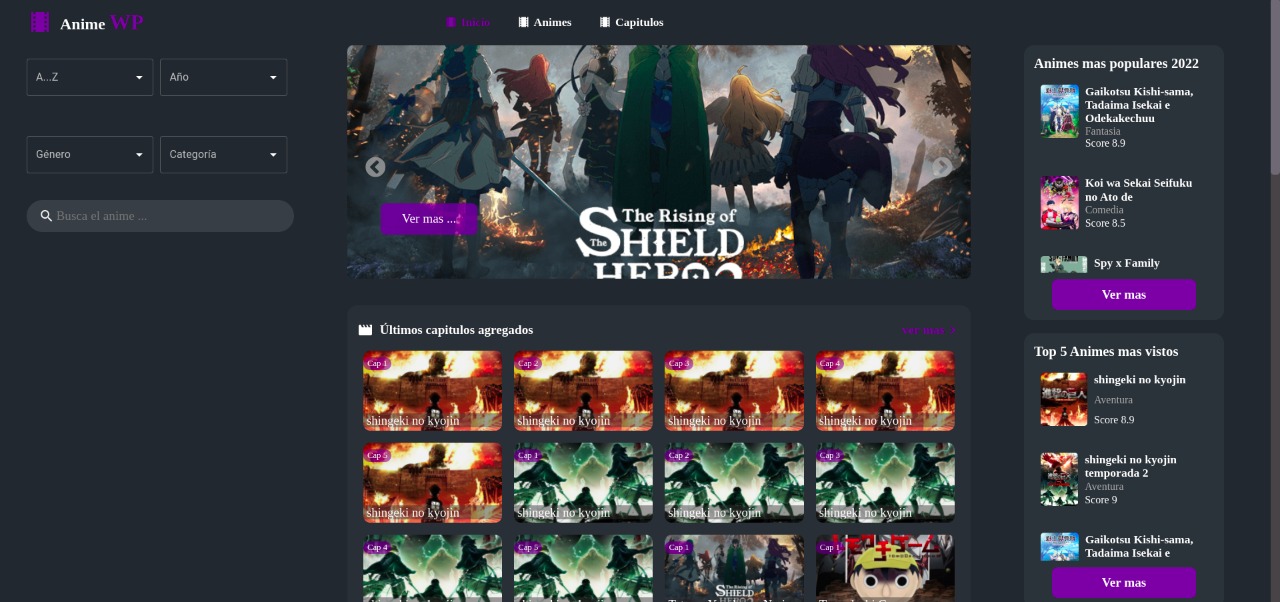 Anime WP
Inicio
Animes
Capitulos
A...Z
Año
Género
Categoría
Busca el anime ...
Ver mas ...
The Rising of
The SHIELD
HERO2
Últimos capitulos agregados
Ver mas
Cap 1
shingeki no kyojin
Cap 2
shingeki no kyojin
Cap 3
shingeki no kyojin
Cap 4
shingeki no kyojin
Cap 5
shingeki no kyojin
Cap 1
shingeki no kyojin
Cap 2
shingeki no kyojin
Cap 3
shingeki no kyojin
Cap 4
Cap 5
Cap 1
The Rising of
Cap 1
Animes mas populares 2022
Gaikotsu Kishi-sama,
Tadaima Isekai e
Odekakechuu
Fantasia
Score 8.9
Koi wa Sekai Seifuku
no Ato de
Comedia
Score 8.5
Spy x Family
Ver mas
Top 5 Animes mas vistos
shingeki no kyojin
Aventura
Score 8.9
shingeki no kyojin
temporada 2
Aventura
Score 9
Gaikotsu Kishi-sama,
Tadaima Isekai e
Ver mas